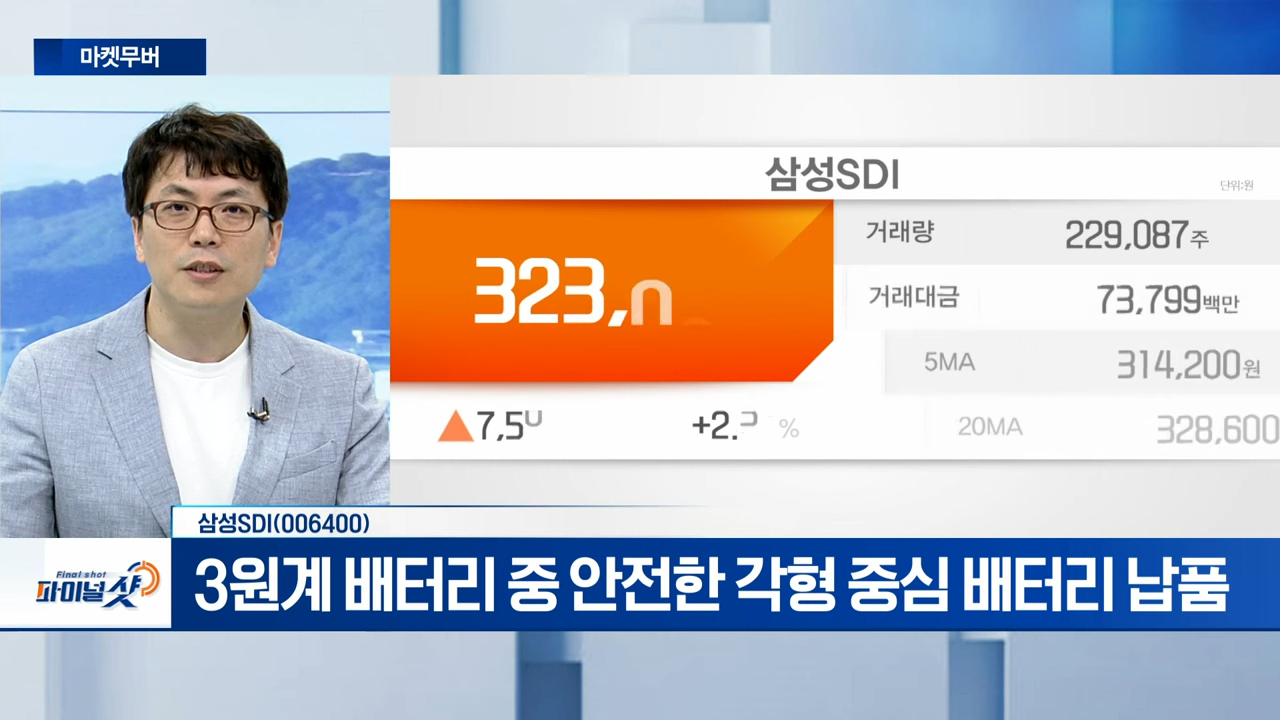 마켓무버
삼성SDI
단위:원
323,
거래량 229,087주
거래대금 73,799백만
5MA 314,200원
20MA 328,600
▲7,5
+2. %
삼성SDI(006400)
Final shot
파이널샷
3원계 배터리 중 안전한 각형 중심 배터리 납품